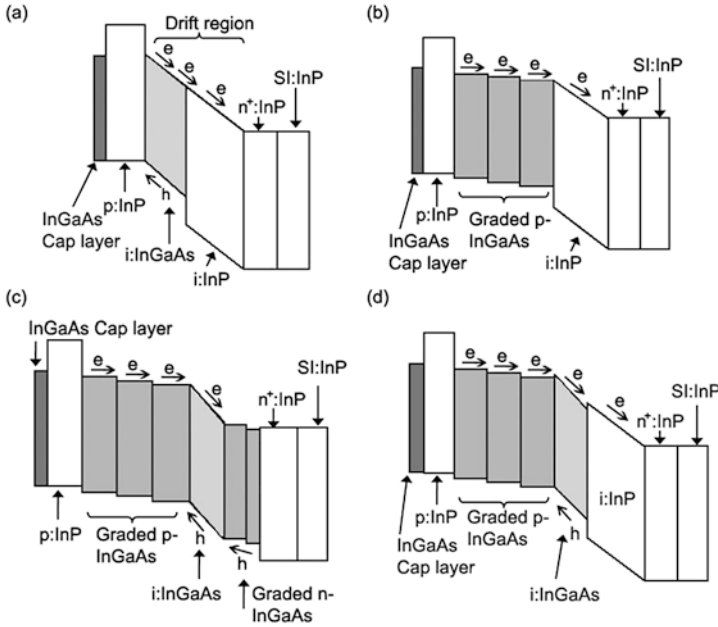 (a)
Drift region
e
e
e
SI:InP
n+:InP
h
p:InP
InGaAs
Cap layer
i:InGaAs
i:InP
(b)
e
e
e
e
SI:InP
n+:InP
p:InP
Graded p-
InGaAs
InGaAs
Cap layer
i:InP
(c)
InGaAs Cap layer
e
e
e
e
SI:InP
n+:InP
p:InP
Graded p-
InGaAs
h
h
i:InGaAs
Graded n-
InGaAs
(d)
e
e
e
e
e
SI:InP
n+:InP
i:InP
p:InP
Graded p-
InGaAs
h
InGaAs
Cap layer
i:InGaAs